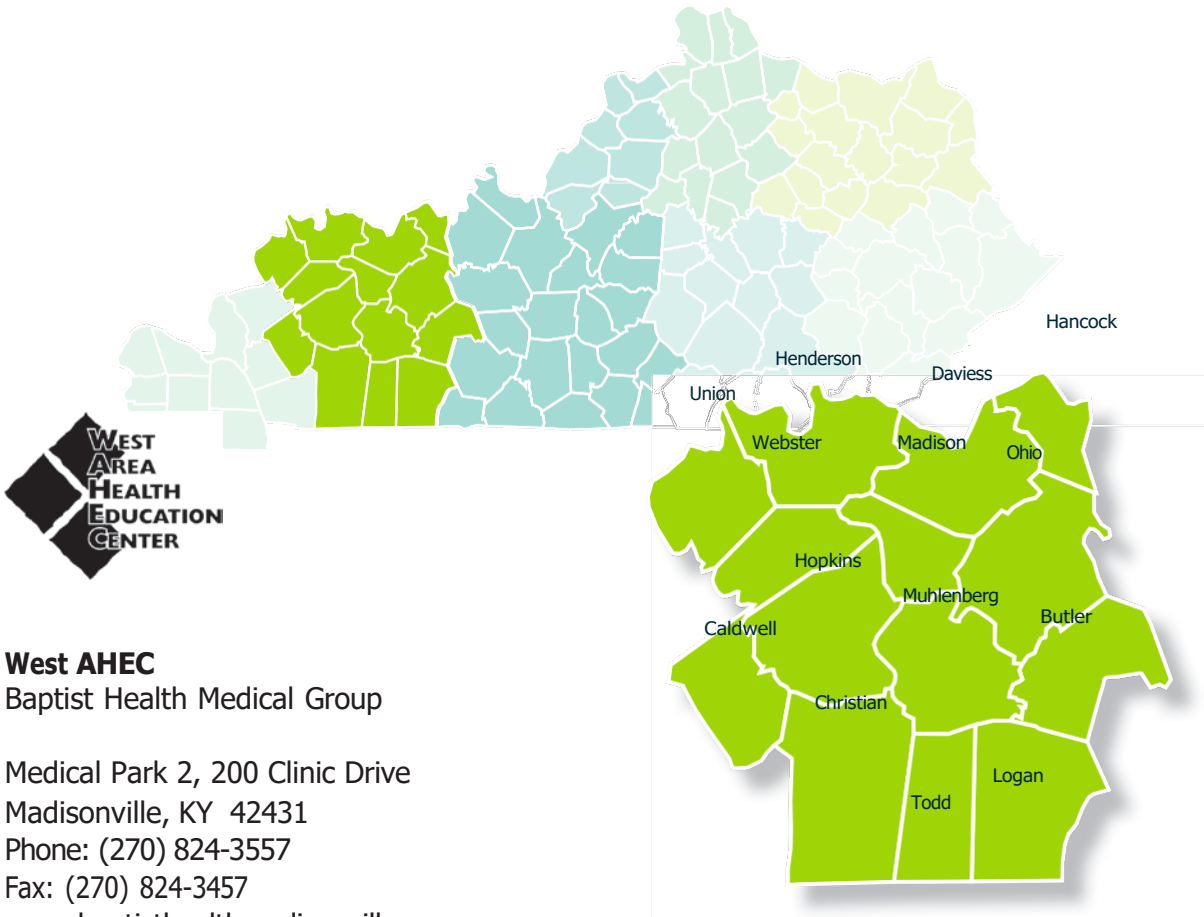 Hancock
Henderson
Daviess
Union
Webster
Madison
Ohio
WEST
AREA
HEALTH
EDUCATION
CENTER
Hopkins
Muhlenberg
Butler
Caldwell
West AHEC
Baptist Health Medical Group
Christian
Medical Park 2, 200 Clinic Drive
Logan
Todd
Madisonville, KY 42431
Phone: (270) 824-3557
Fax: (270) 824-3457